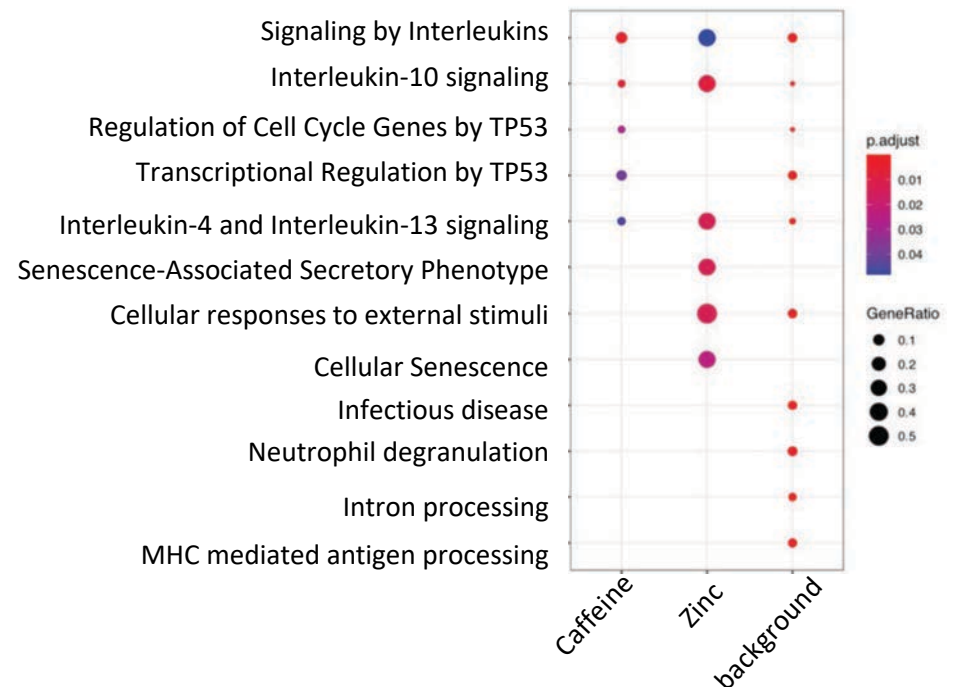 Signaling by Interleukins
Interleukin-10 signaling
Regulation of Cell Cycle Genes by TP53
Transcriptional Regulation by TP53
Interleukin-4 and Interleukin-13 signaling
Senescence-Associated Secretory Phenotype
Cellular responses to external stimuli
Cellular Senescence
Infectious disease
Neutrophil degranulation
Intron processing
MHC mediated antigen processing
Caffeine
Zinc
background
p.adjust
0.01
0.02
0.03
0.04
GeneRatio
0.1
0.2
0.3
0.4
0.5